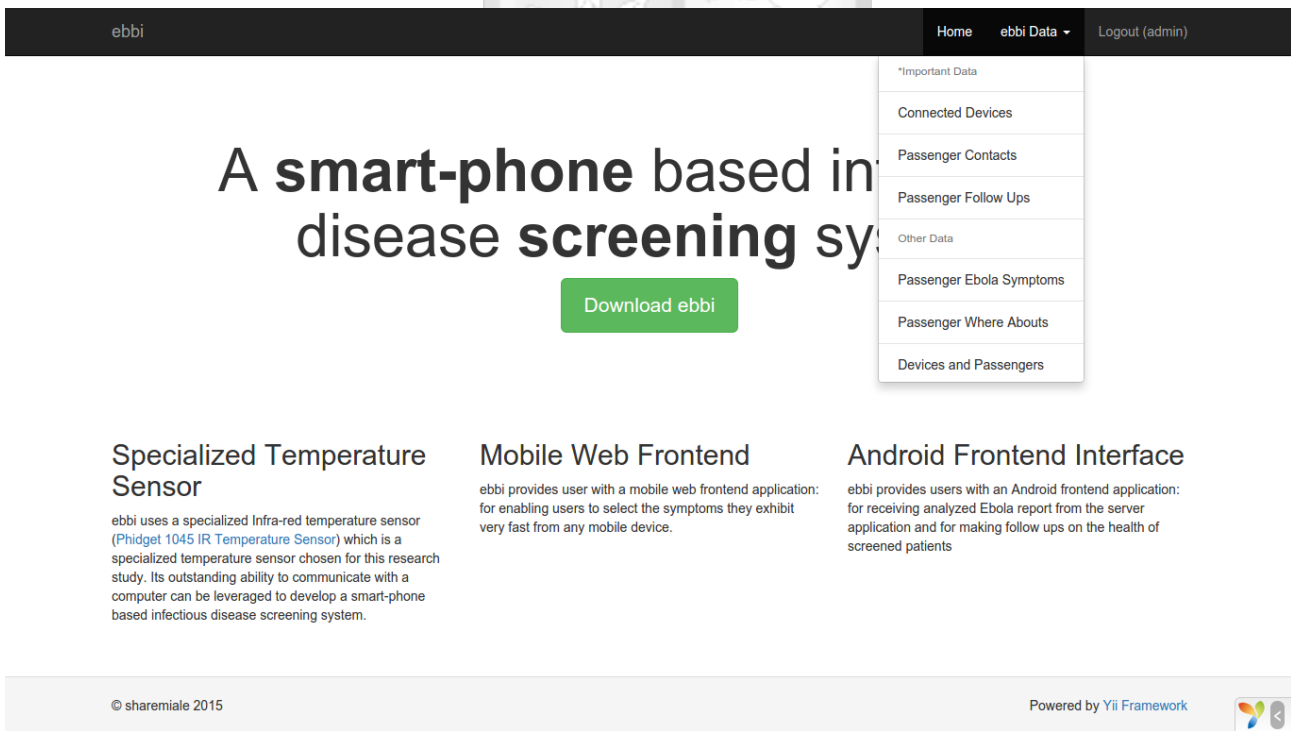 ebbi
Home ebbi Data Logout (admin)
*Important Data
Connected Devices
Passenger Contacts
Passenger Follow Ups
Other Data
Passenger Ebola Symptoms
Passenger Where Abouts
Devices and Passengers
A smart-phone based in
disease screening sy
Download ebbi
Specialized Temperature
Sensor
ebbi uses a specialized Infra-red temperature sensor
(Phidget 1045 IR Temperature Sensor) which is a
specialized temperature sensor chosen for this research
study. Its outstanding ability to communicate with a
computer can be leveraged to develop a smart-phone
based infectious disease screening system.
Mobile Web Frontend
ebbi provides user with a mobile web frontend application:
for enabling users to select the symptoms they exhibit
very fast from any mobile device.
Android Frontend Interface
ebbi provides users with an Android frontend application:
for receiving analyzed Ebola report from the server
application and for making follow ups on the health of
screened patients
© sharemiale 2015
Powered by Yii Framework